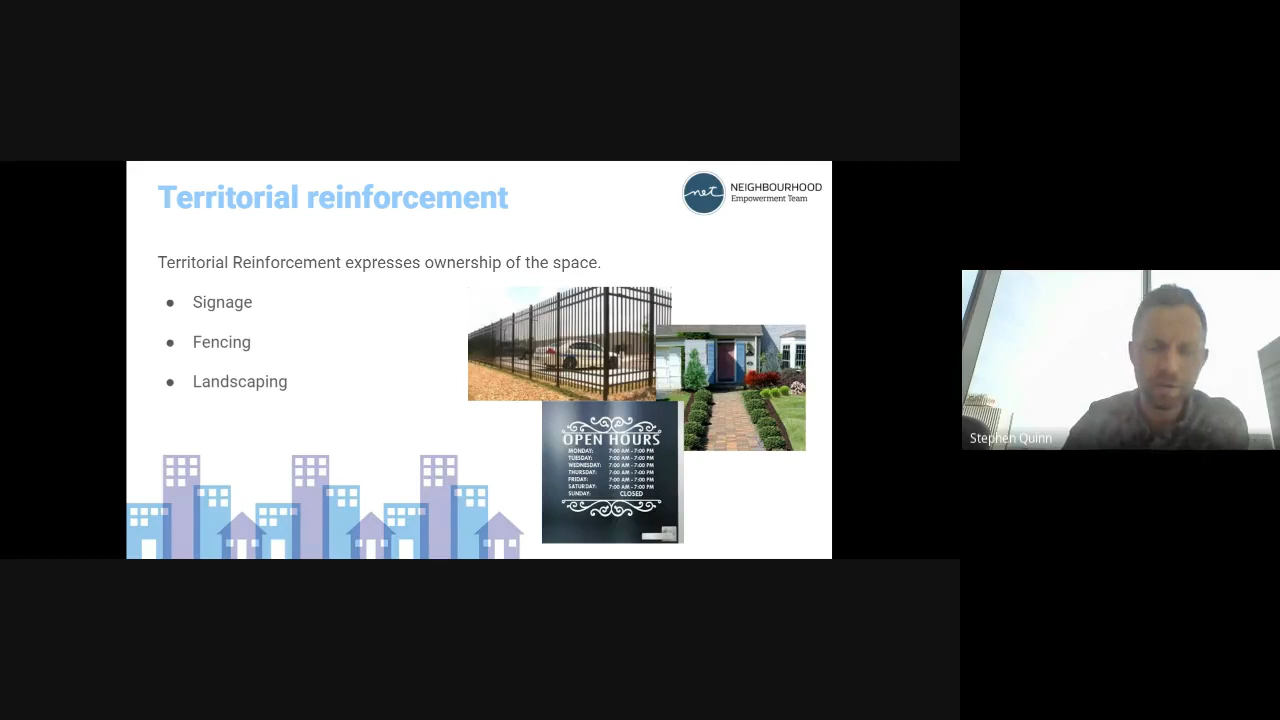 Territorial reinforcement
net
NEIGHBOURHOOD
Empowerment Team
Territorial Reinforcement expresses ownership of the space.
● Signage
● Fencing
● Landscaping
OPEN HOURS
MONDAY: 7:00 AM - 7:00 PM
TUESDAY: 7:00 AM - 7:00 PM
WEDNESDAY: 7:00 AM - 7:00 PM
THURSDAY: 7:00 AM - 7:00 PM
FRIDAY: 7:00 AM - 7:00 PM
SATURDAY: 7:00 AM - 7:00 PM
SUNDAY: CLOSED
Stephen Quinn